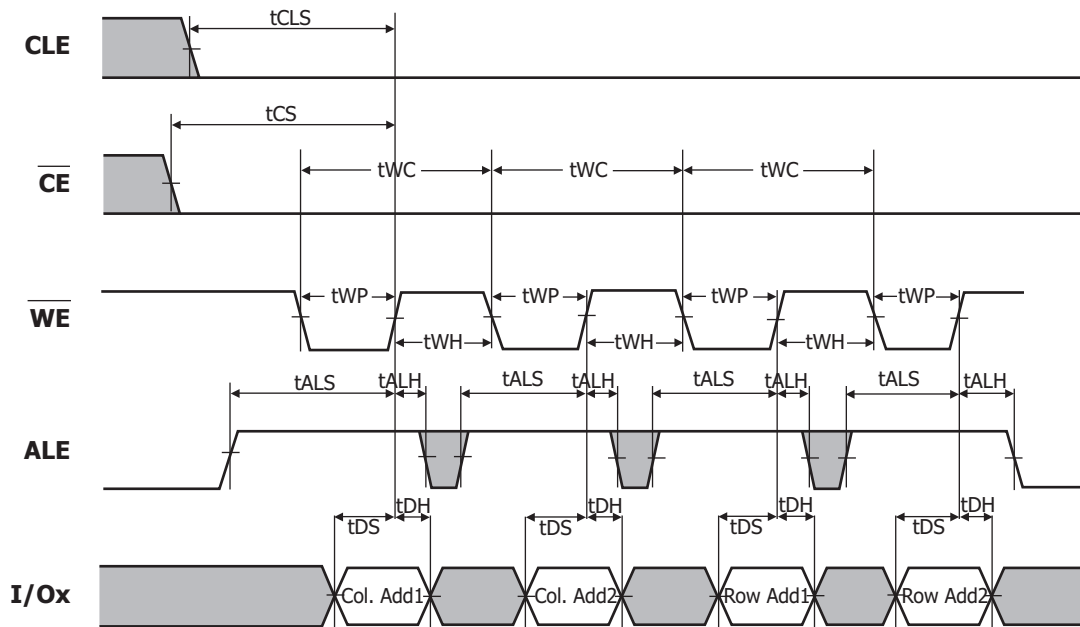 tCLS
CLE
tCS
CE
tWC tWC tWC
WE
tWP tWP tWP tWP
tWH tWH tWH
tALS tALH tALS tALH tALS tALH tALS tALH
ALE
tDS tDH tDS tDH tDS tDH tDS tDH
I/Ox
Col. Add1 Col. Add2 Row Add1 Row Add2